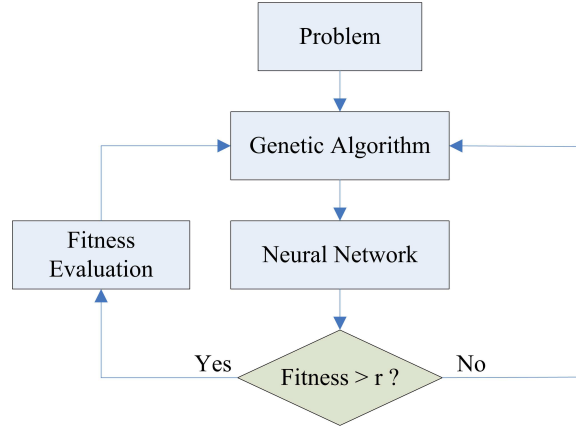 Problem
Genetic Algorithm
Fitness
Evaluation
Neural Network
Yes
Fitness > r ?
No